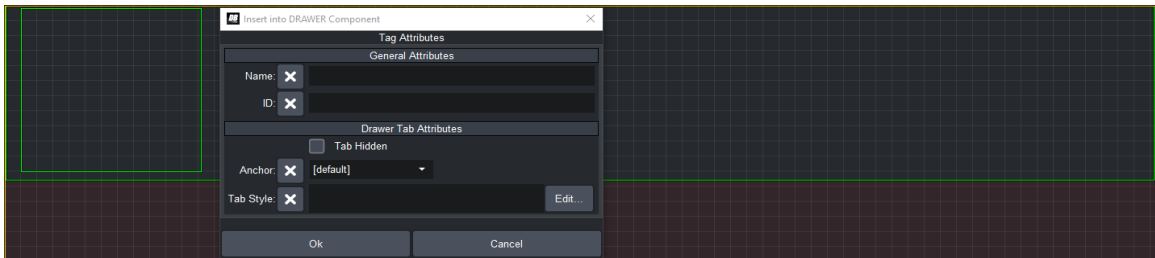 DB Insert into DRAWER Component
Tag Attributes
General Attributes
Name:
ID:
Drawer Tab Attributes
Tab Hidden
Anchor: [default]
Tab Style: Edit...
Ok Cancel